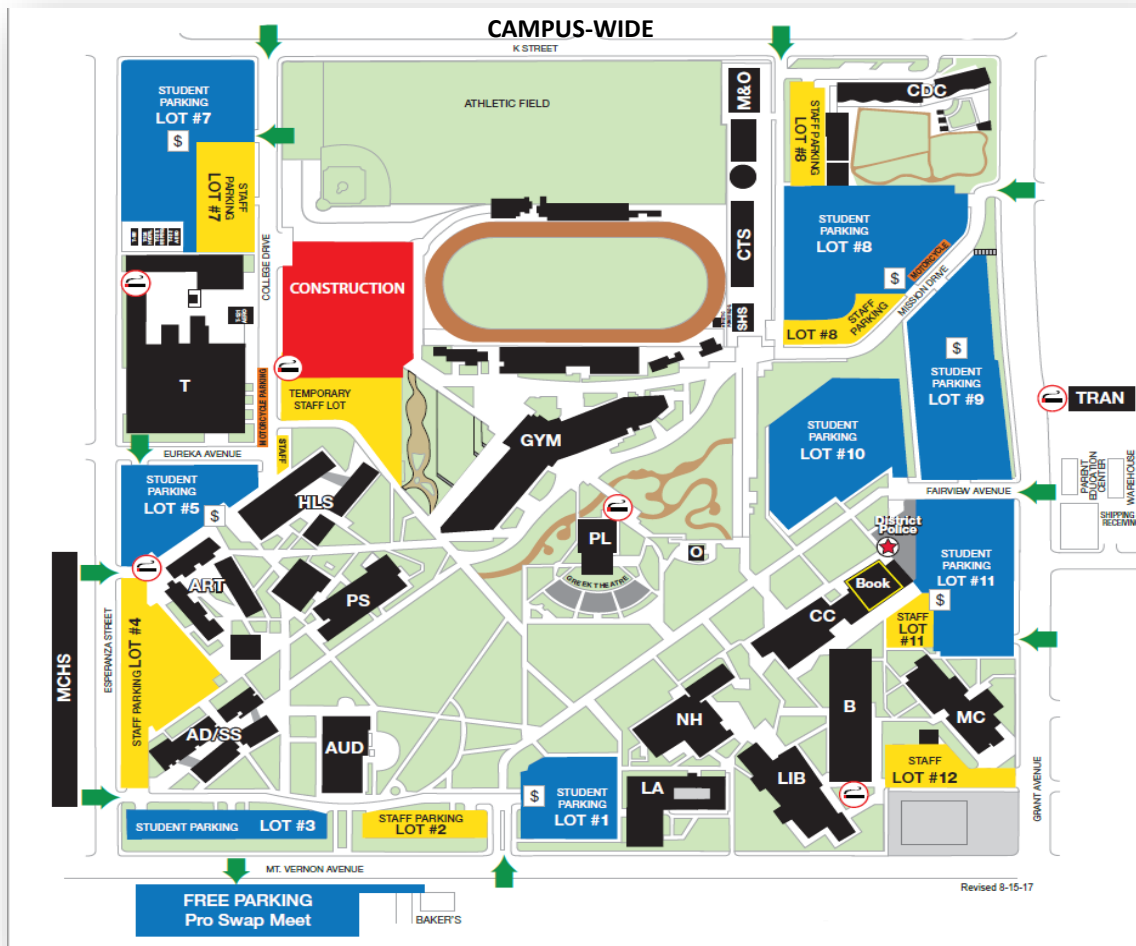 CAMPUS-WIDE
K STREET
STUDENT
PARKING
LOT #7
$
STAFF
PARKING
LOT #7
ATHLETIC FIELD
M&O
CDC
STAFF PARKING
LOT #8
STUDENT
PARKING
LOT #8
$
MOTORCYCLE
MISSION DRIVE
STAFF
PARKING
LOT #8
CTS
SHS
COLLEGE DRIVE
CONSTRUCTION
T
MOTORCYCLE PARKING
TEMPORARY
STAFF LOT
STAFF
EUREKA AVENUE
STUDENT
PARKING
LOT #5
$
HLS
GYM
STUDENT
PARKING
LOT #10
$
STUDENT
PARKING
LOT #9
TRAN
PARENT
EDUCATION
CENTER
WAREHOUSE
SHIPPING
RECEIVING
FAIRVIEW AVENUE
District
Police
STUDENT
PARKING
LOT #11
$
STAFF
LOT
#11
PL
GREEK THEATRE
O
Book
CC
ART
PS
MCHS
ESPERANZA STREET
STAFF PARKING LOT #4
AD/SS
AUD
NH
B
MC
LIB
LA
STAFF
LOT #12
GRANT AVENUE
$
STUDENT
PARKING
LOT #1
STUDENT PARKING LOT #3
STAFF PARKING
LOT #2
MT. VERNON AVENUE
Revised 8-15-17
FREE PARKING
Pro Swap Meet
BAKER'S